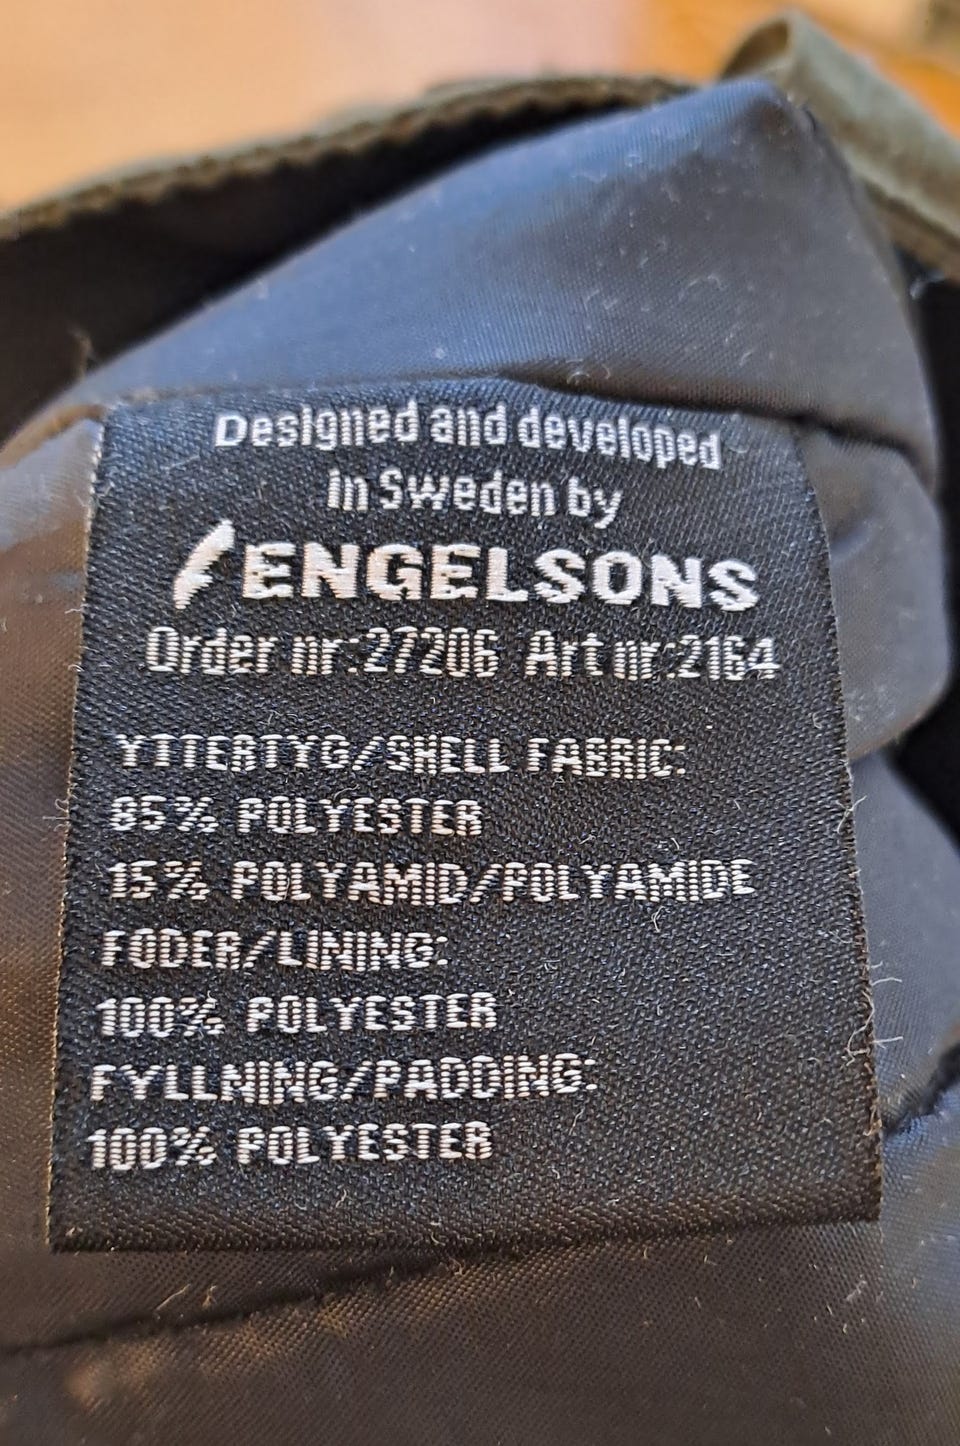 Designed and developed
in Sweden by
ENGELSONS
Order nr:27206 Art nr:2164
YTTERTYG/SHELL FABRIC:
85% POLYESTER
15% POLYAMID/POLYAMIDE
FODER/LINING:
100% POLYESTER
FYLLNING/PADDING:
100% POLYESTER